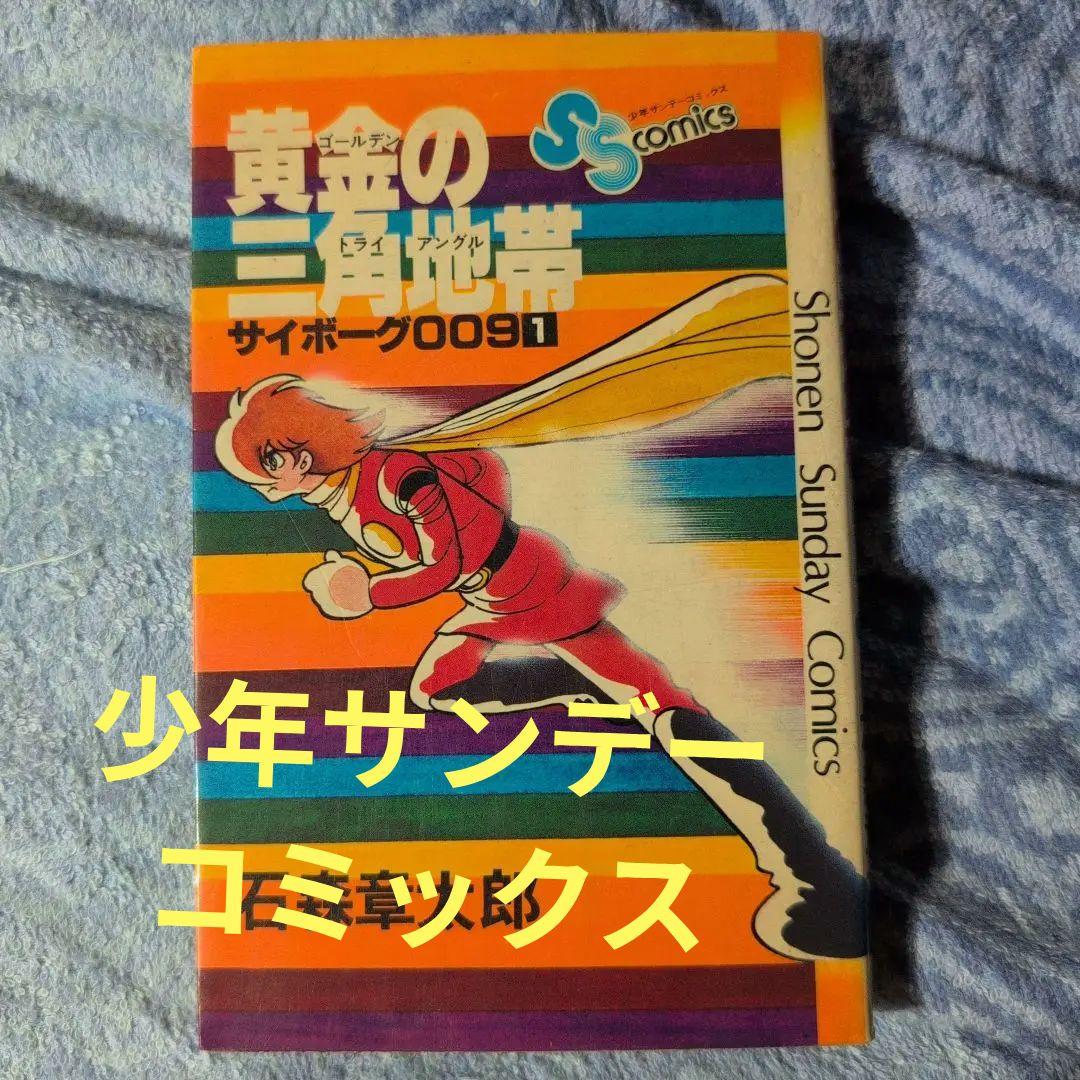 黄金の
ゴールデン
三角地帯
トライ アングル
サイボーグ009 1
少年サンデーコミックス
SS comics
Shonen Sunday Comics
少年サンデー
コミックス
石森章太郎